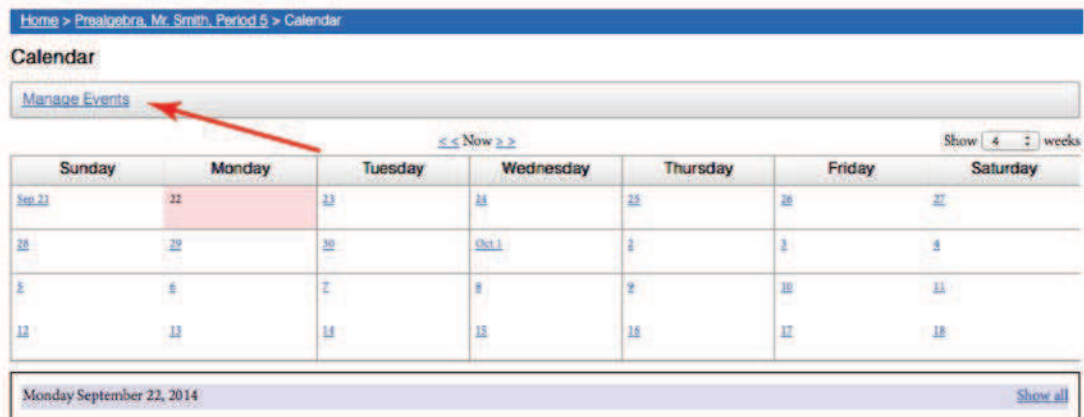 Home > Prealgebra, Mr. Smith, Period 5 > Calendar
Calendar
Manage Events
< < Now > >
Show 4 weeks
Sunday Monday Tuesday Wednesday Thursday Friday Saturday
Sep 21 22 23 24 25 26 27
28 29 30 Oct 1 2 3 4
5 6 7 8 9 10 11
12 13 14 15 16 17 18
Monday September 22, 2014 Show all